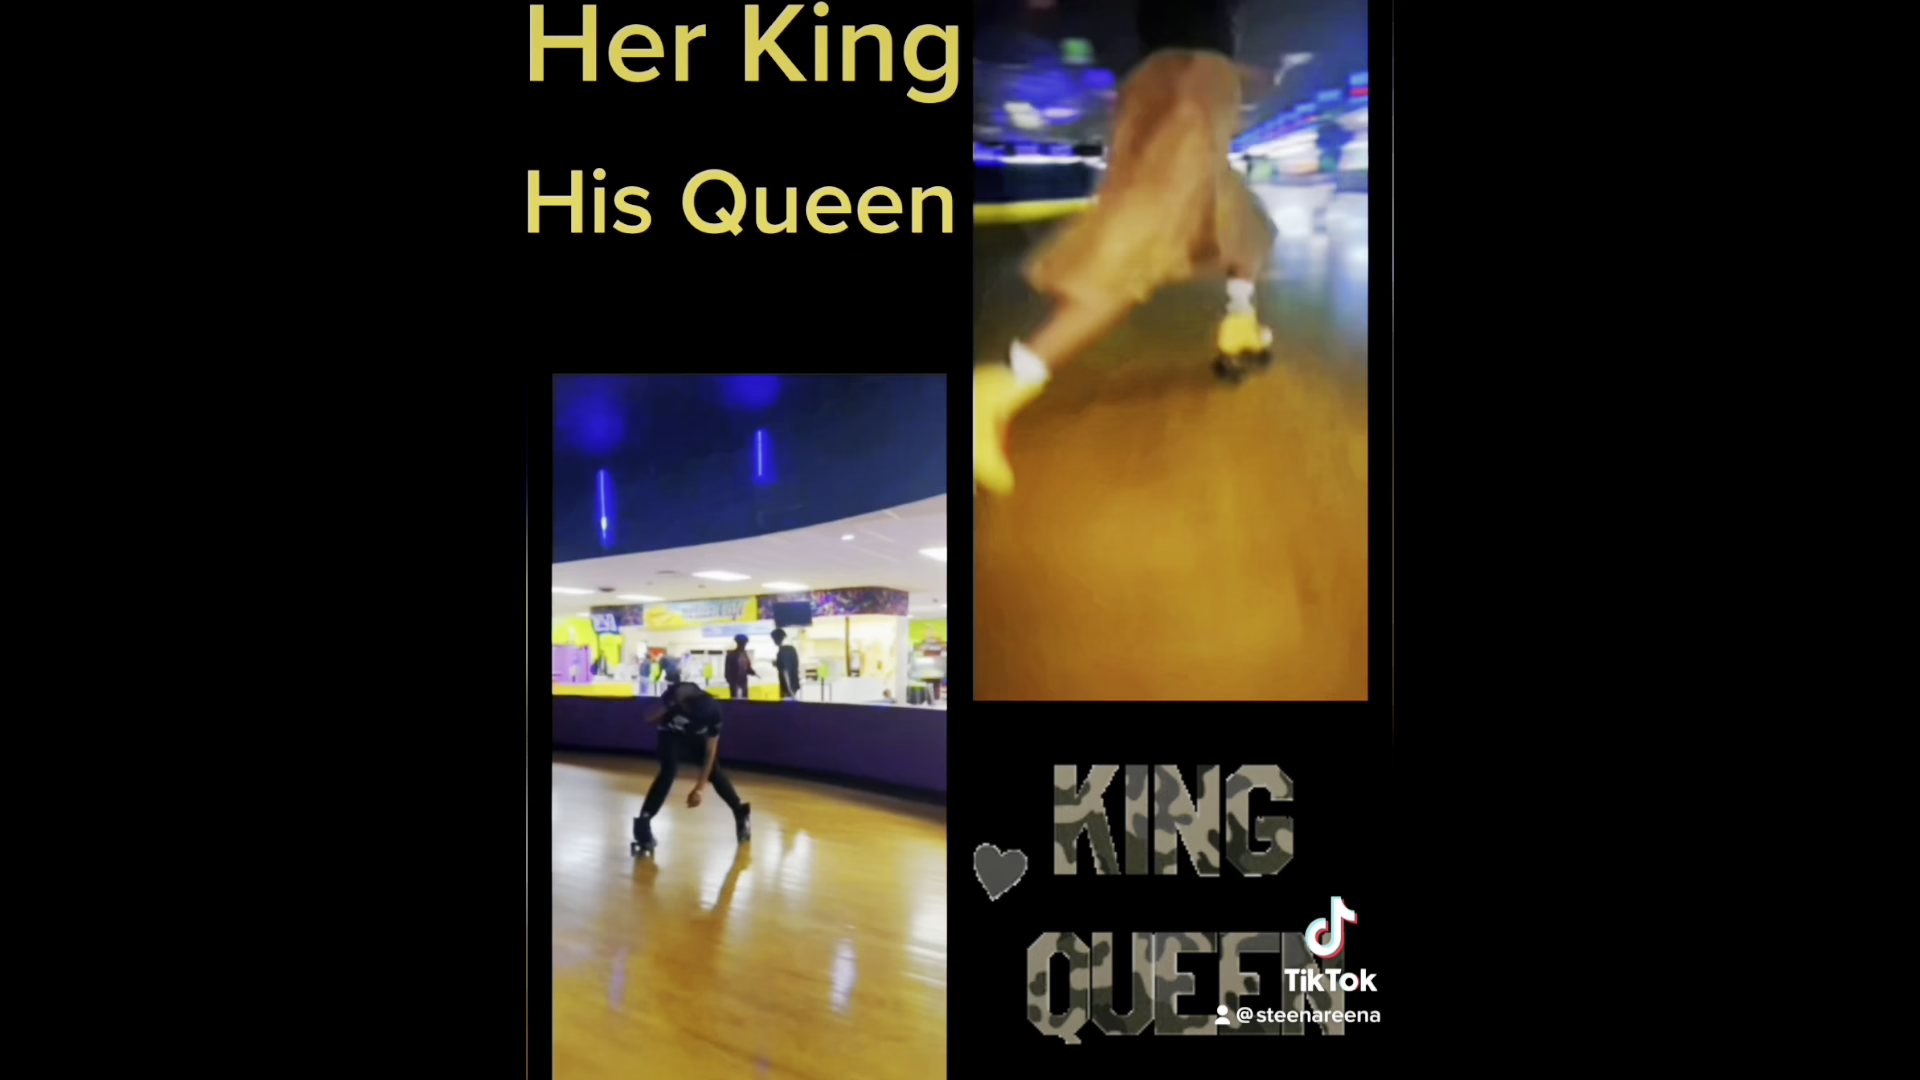 Her King
His Queen
KING
QUEEN
TikTok
@steenareena